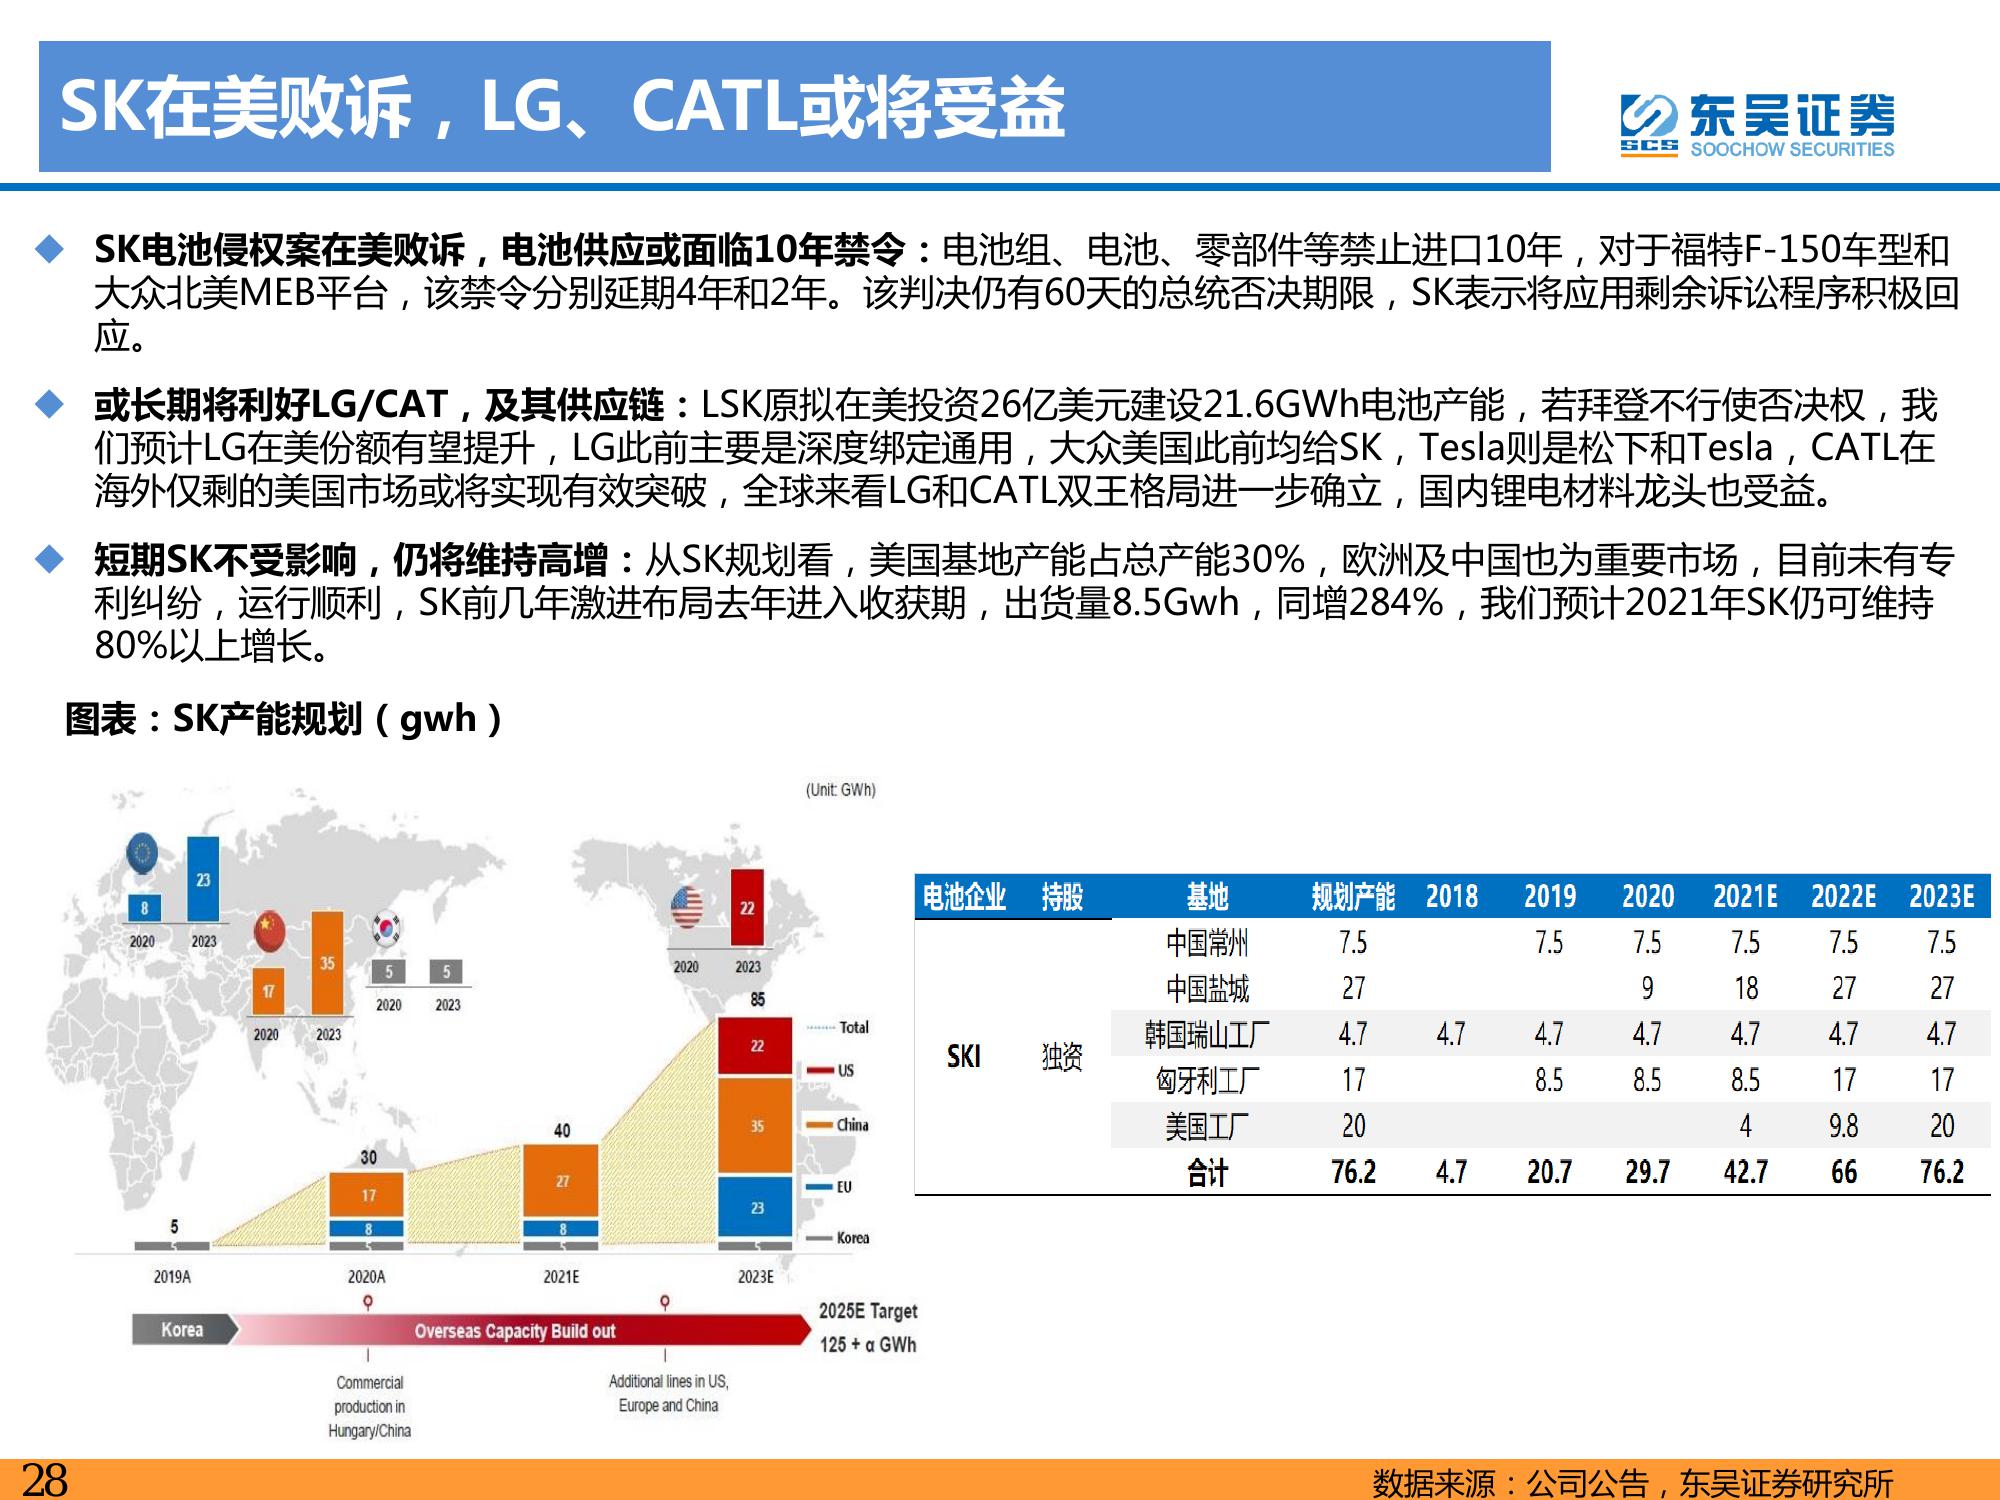 SK在美败诉，LG、CATL或将受益
东吴证券
SCS
SOOCHOW SECURITIES
SK电池侵权案在美败诉，电池供应或面临10年禁令：电池组、电池、零部件等禁止进口10年，对于福特F-150车型和
大众北美MEB平台，该禁令分别延期4年和2年。该判决仍有60天的总统否决期限，SK表示将应用剩余诉讼程序积极回
应。
或长期将利好LG/CAT，及其供应链：LSK原拟在美投资26亿美元建设21.6GWh电池产能，若拜登不行使否决权，我
们预计LG在美份额有望提升，LG此前主要是深度绑定通用，大众美国此前均给SK，Tesla则是松下和Tesla，CATL在
海外仅剩的美国市场或将实现有效突破，全球来看LG和CATL双王格局进一步确立，国内锂电材料龙头也受益。
短期SK不受影响，仍将维持高增：从SK规划看，美国基地产能占总产能30%，欧洲及中国也为重要市场，目前未有专
利纠纷，运行顺利，SK前几年激进布局去年进入收获期，出货量8.5Gwh，同增284%，我们预计2021年SK仍可维持
80%以上增长。
图表：SK产能规划（gwh）
(Unit: GWh)
8 23
2020 2023
17 35
2020 2023
5 5
2020 2023
22
2020 2023
85
22
35
23
5
40
27
8
5
30
17
8
5
5
5
Total
US
China
EU
Korea
2019A 2020A 2021E 2023E
Korea Overseas Capacity Build out
2025E Target
125 + α GWh
Commercial
production in
Hungary/China
Additional lines in US,
Europe and China
电池企业 持股 基地 规划产能 2018 2019 2020 2021E 2022E 2023E
中国常州 7.5 7.5 7.5 7.5 7.5 7.5
中国盐城 27 9 18 27 27
韩国瑞山工厂 4.7 4.7 4.7 4.7 4.7 4.7 4.7
SKI 独资
匈牙利工厂 17 8.5 8.5 8.5 17 17
美国工厂 20 4 9.8 20
合计 76.2 4.7 20.7 29.7 42.7 66 76.2
28
数据来源：公司公告，东吴证券研究所